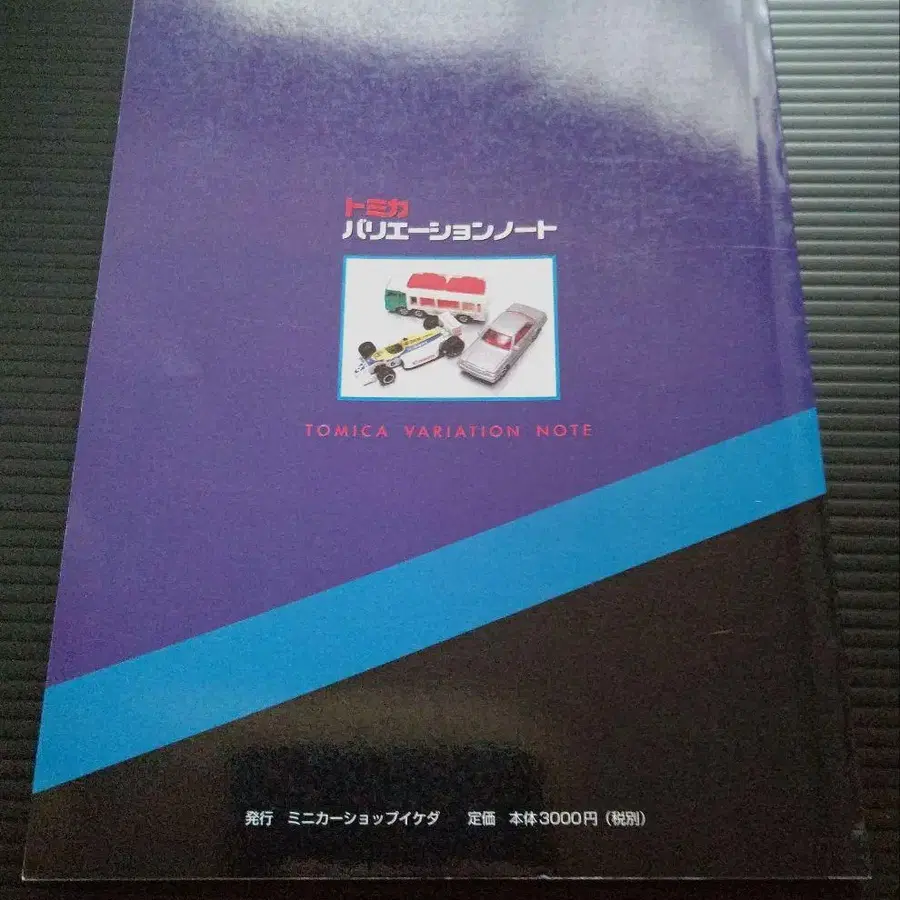 トミカ
バリエーションノート
TOMICA VARIATION NOTE
発行 ミニカーショップイケダ 定価 本体3000円(税別)